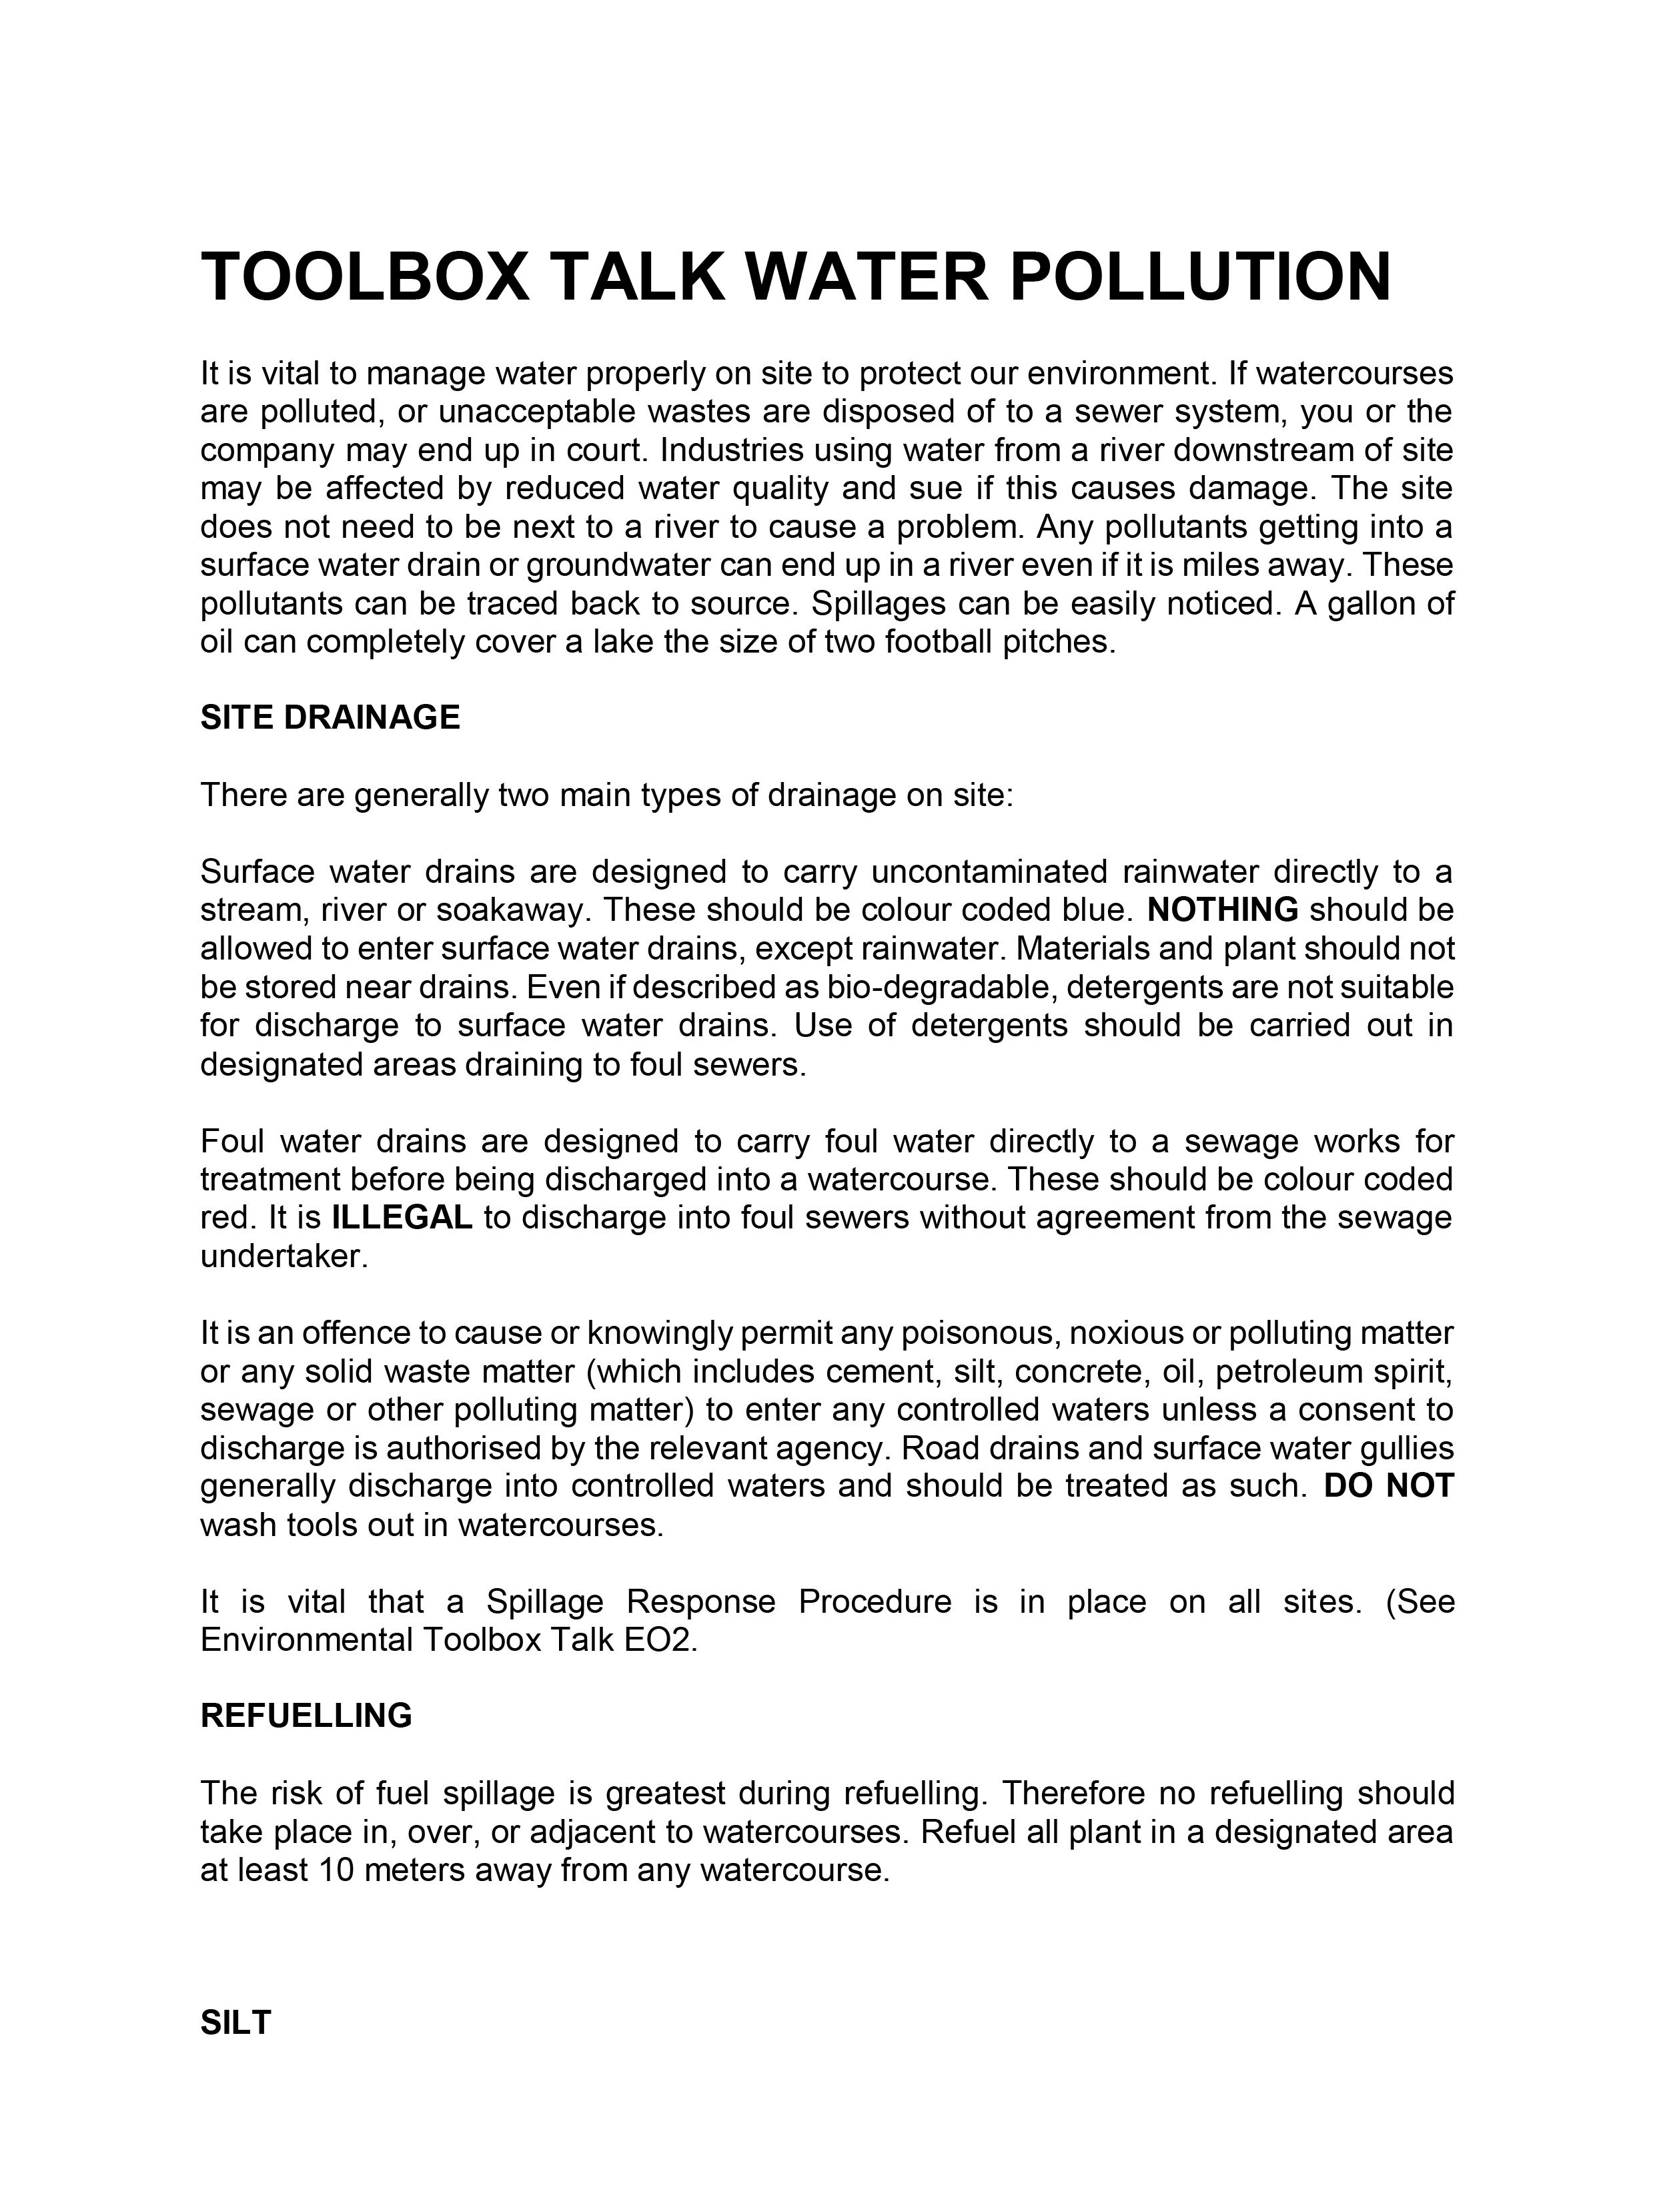 TOOLBOX TALK WATER POLLUTION
It is vital to manage water properly on site to protect our environment. If watercourses
are polluted, or unacceptable wastes are disposed of to a sewer system, you or the
company may end up in court. Industries using water from a river downstream of site
may be affected by reduced water quality and sue if this causes damage. The site
does not need to be next to a river to cause a problem. Any pollutants getting into a
surface water drain or groundwater can end up in a river even if it is miles away. These
pollutants can be traced back to source. Spillages can be easily noticed. A gallon of
oil can completely cover a lake the size of two football pitches.
SITE DRAINAGE
There are generally two main types of drainage on site:
Surface water drains are designed to carry uncontaminated rainwater directly to a
stream, river or soakaway. These should be colour coded blue. NOTHING should be
allowed to enter surface water drains, except rainwater. Materials and plant should not
be stored near drains. Even if described as bio-degradable, detergents are not suitable
for discharge to surface water drains. Use of detergents should be carried out in
designated areas draining to foul sewers.
Foul water drains are designed to carry foul water directly to a sewage works for
treatment before being discharged into a watercourse. These should be colour coded
red. It is ILLEGAL to discharge into foul sewers without agreement from the sewage
undertaker.
It is an offence to cause or knowingly permit any poisonous, noxious or polluting matter
or any solid waste matter (which includes cement, silt, concrete, oil, petroleum spirit,
sewage or other polluting matter) to enter any controlled waters unless a consent to
discharge is authorised by the relevant agency. Road drains and surface water gullies
generally discharge into controlled waters and should be treated as such. DO NOT
wash tools out in watercourses.
It is vital that a Spillage Response Procedure is in place on all sites. (See
Environmental Toolbox Talk EO2.
REFUELLING
The risk of fuel spillage is greatest during refuelling. Therefore no refuelling should
take place in, over, or adjacent to watercourses. Refuel all plant in a designated area
at least 10 meters away from any watercourse.
SILT